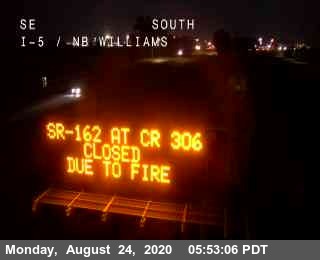 SE SOUTH
I-5 / NB WILLIAMS
SR-162 AT CR 306
CLOSED
DUE TO FIRE
Monday, August 24, 2020 05:53:06 PDT